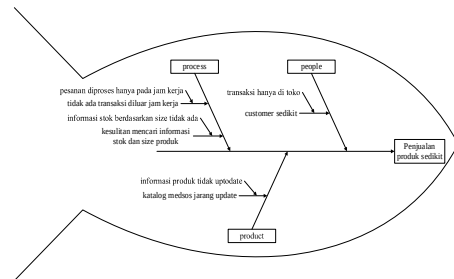 process
people
pesanan diproses hanya pada jam kerja
tidak ada transaksi diluar jam kerja
informasi stok berdasarkan size tidak ada
kesulitan mencari informasi
stok dan size produk
transaksi hanya di toko
customer sedikit
Penjualan
produk sedikit
informasi produk tidak uptodate
katalog medsos jarang update
product